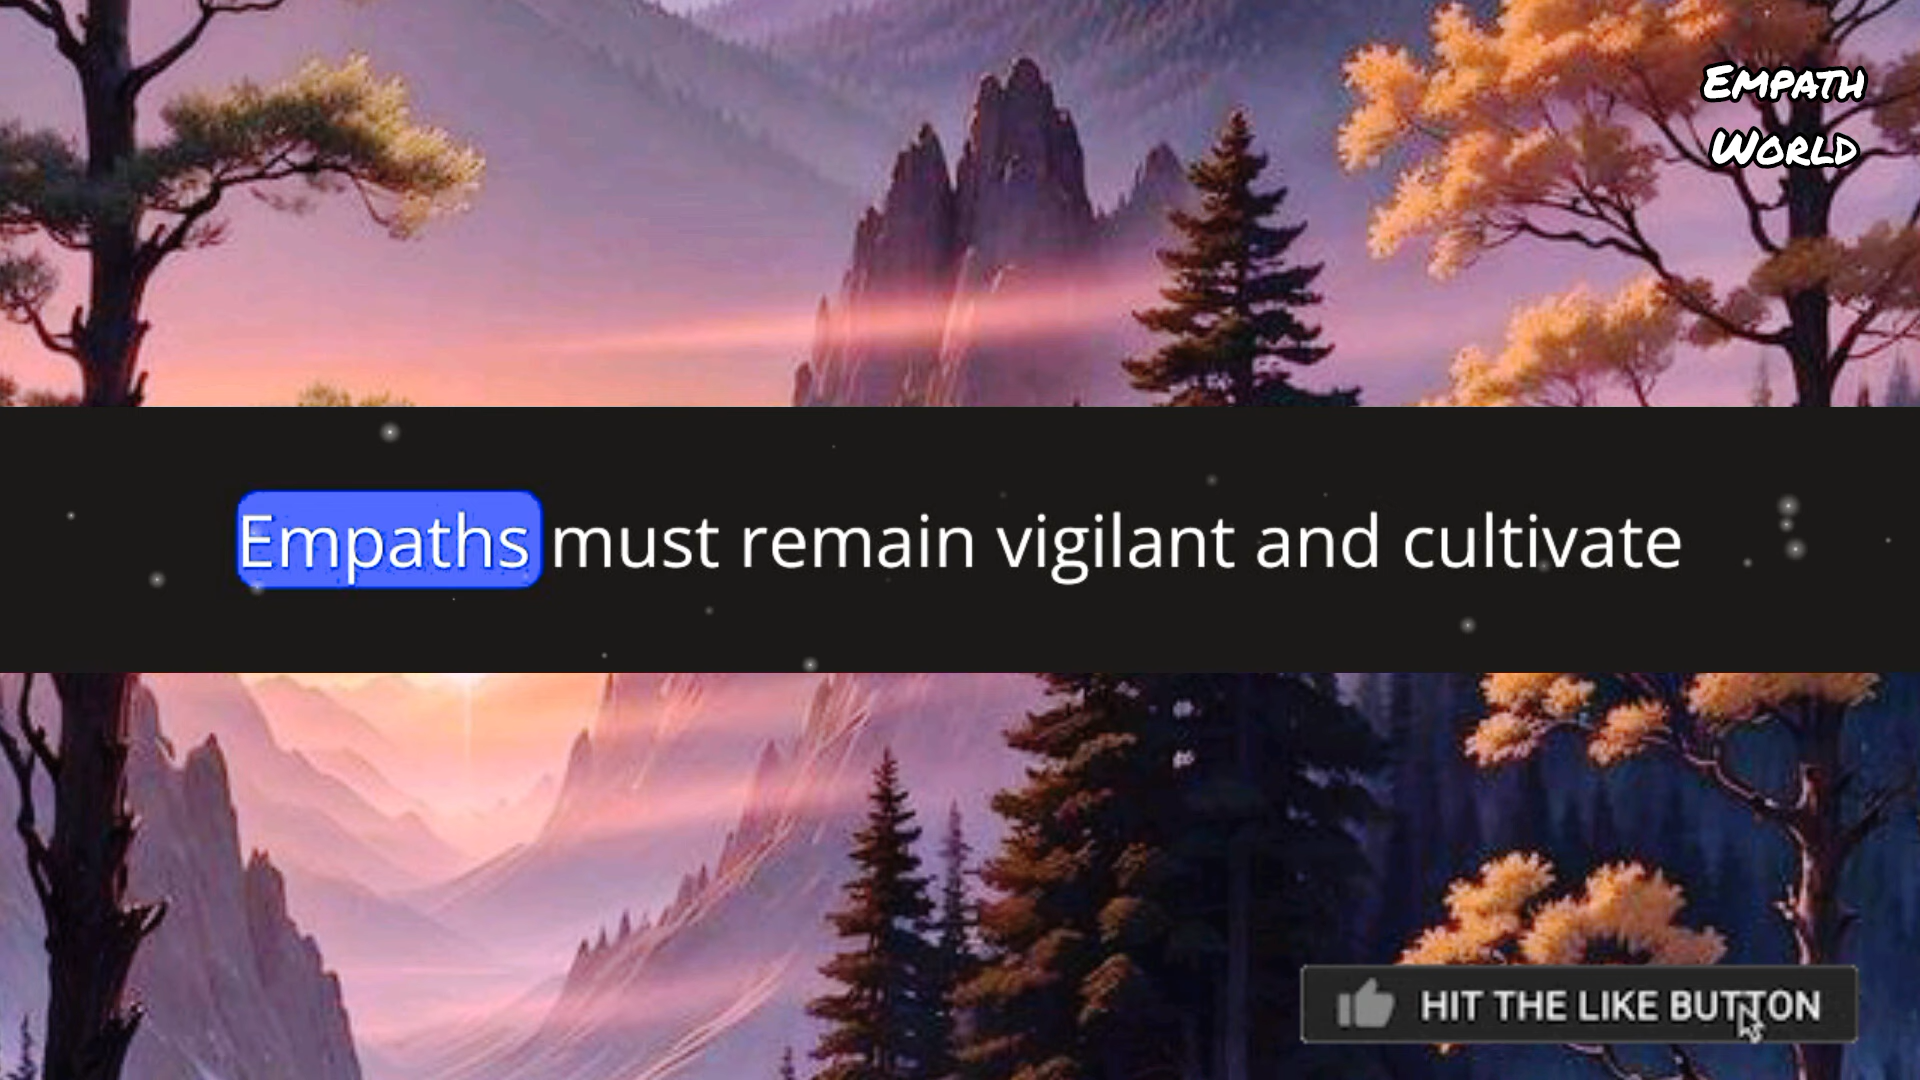 EMPATH
WORLD
Empaths must remain vigilant and cultivate
HIT THE LIKE BUTTON